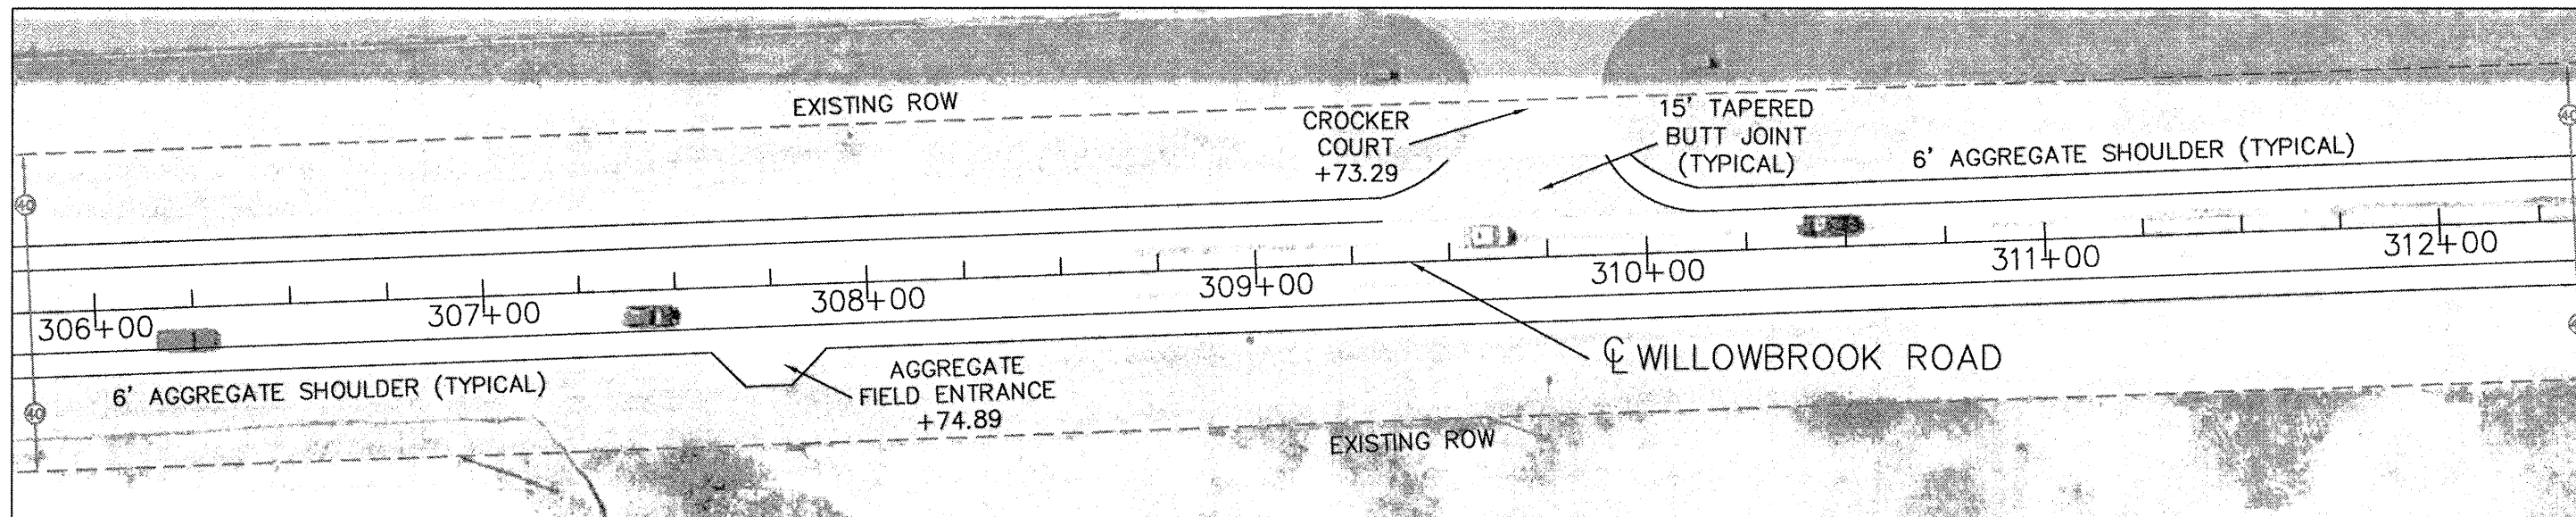 EXISTING ROW
CROCKER
COURT
+73.29
15' TAPERED
BUTT JOINT
(TYPICAL)
6' AGGREGATE SHOULDER (TYPICAL)
40
40
306+00
307+00
308+00
309+00
310+00
311+00
312+00
6' AGGREGATE SHOULDER (TYPICAL)
AGGREGATE
FIELD ENTRANCE
+74.89
℄ WILLOWBROOK ROAD
40
EXISTING ROW